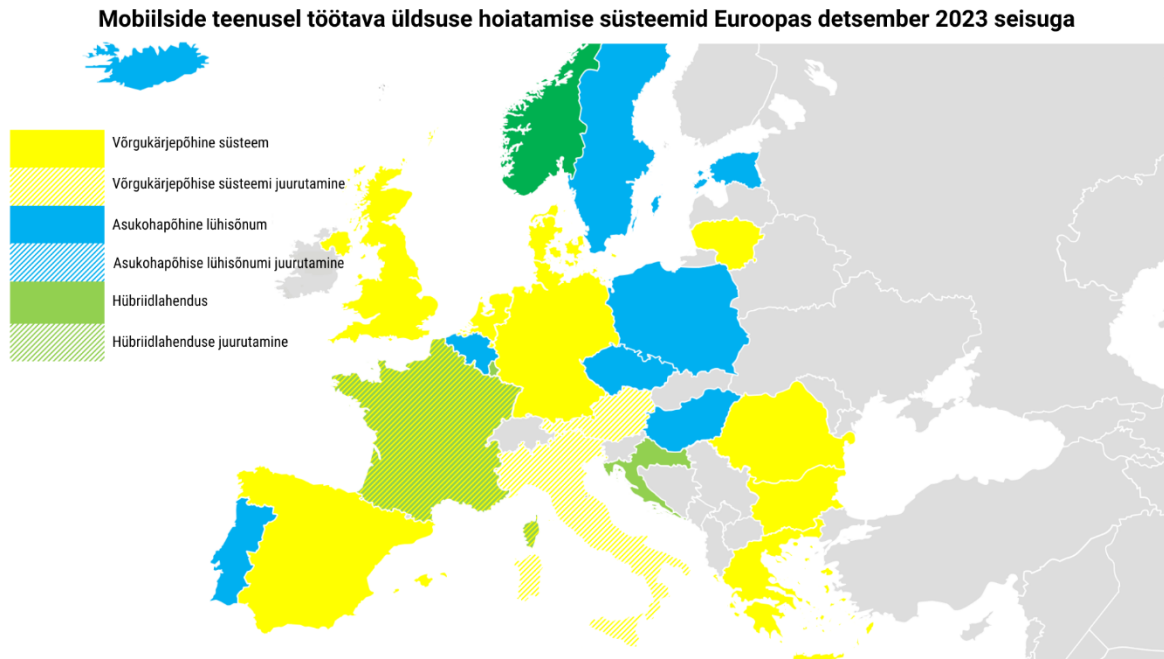 Mobiilside teenusel töötava üldsuse hoiatamise süsteemid Euroopas detsember 2023 seisuga
Võrgukärjepõhine süsteem
Võrgukärjepõhise süsteemi juurutamine
Asukohapõhine lühisõnum
Asukohapõhise lühisõnumi juurutamine
Hübriidlahendus
Hübriidlahenduse juurutamine